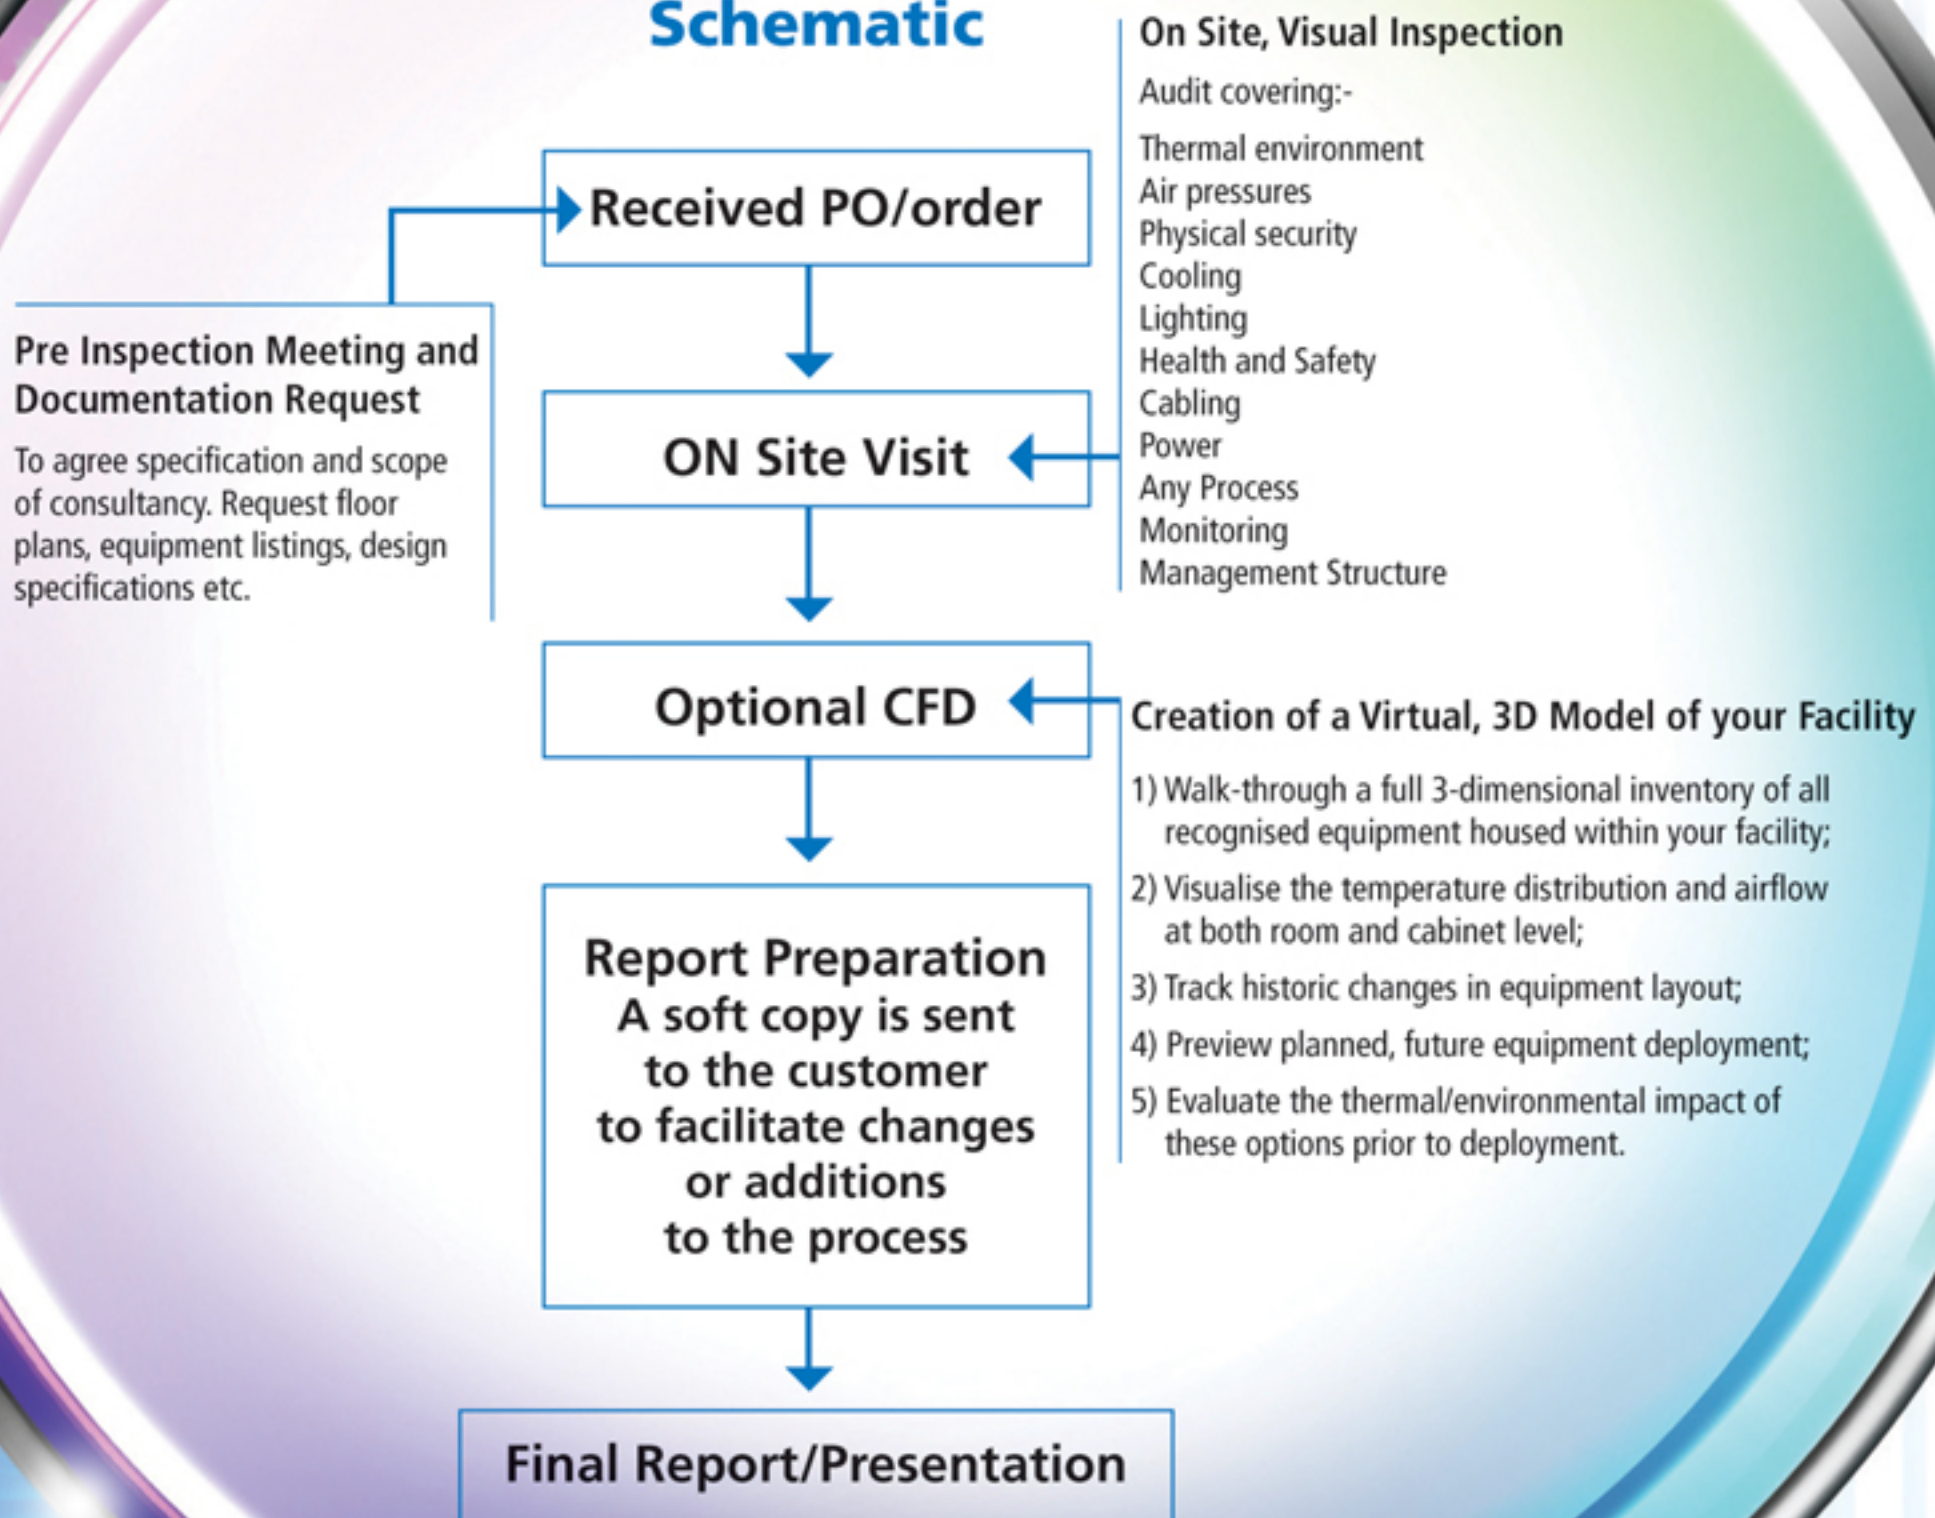 Schematic
Received PO/order
Pre Inspection Meeting and
Documentation Request
To agree specification and scope
of consultancy. Request floor
plans, equipment listings, design
specifications etc.
On Site, Visual Inspection
Audit covering:-
Thermal environment
Air pressures
Physical security
Cooling
Lighting
Health and Safety
Cabling
Power
Any Process
Monitoring
Management Structure
ON Site Visit
Optional CFD
Creation of a Virtual, 3D Model of your Facility
1) Walk-through a full 3-dimensional inventory of all
recognised equipment housed within your facility;
2) Visualise the temperature distribution and airflow
at both room and cabinet level;
3) Track historic changes in equipment layout;
4) Preview planned, future equipment deployment;
5) Evaluate the thermal/environmental impact of
these options prior to deployment.
Report Preparation
A soft copy is sent
to the customer
to facilitate changes
or additions
to the process
Final Report/Presentation